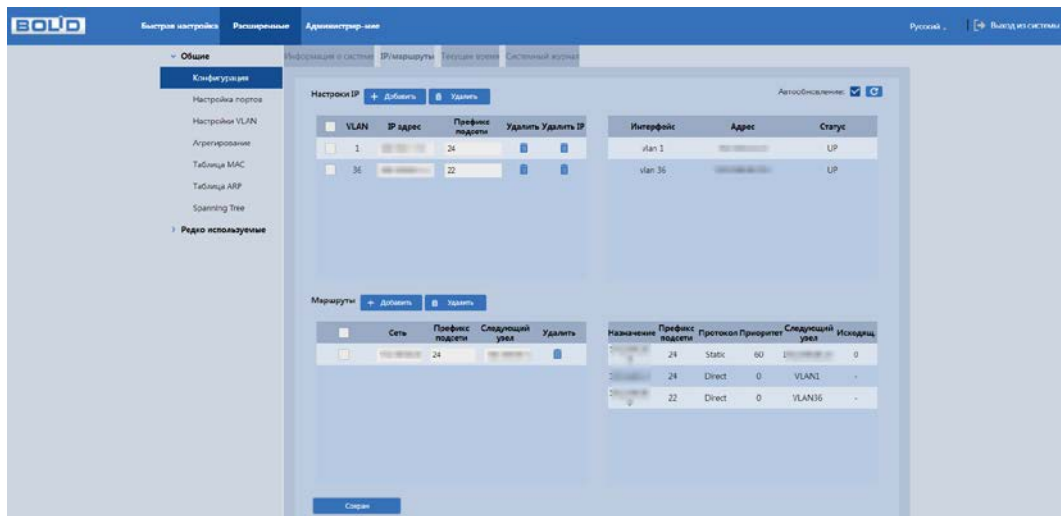 BOLID
Быстрая настройка Расширенные Администрир-ние Русский Выход из системы
Общие
Информация о системе IP/маршруты Текущее время Системный журнал
Конфигурация
Настройки IP + Добавить Удалить Автообновление:
Настройка портов
Настройки VLAN
VLAN IP адрес Префикс подсети Удалить Удалить IP Интерфейс Адрес Статус
Агрегирование
1 24 vlan 1 UP
Таблица MAC
36 22 vlan 36 UP
Таблица ARP
Spanning Tree
Редко используемые
Маршруты + Добавить Удалить
Сеть Префикс подсети Следующий узел Удалить Назначение Префикс подсети Протокол Приоритет Следующий узел Исходящ.
24 24 Static 60 0
24 Direct 0 VLAN1 -
22 Direct 0 VLAN36 -
Сохран